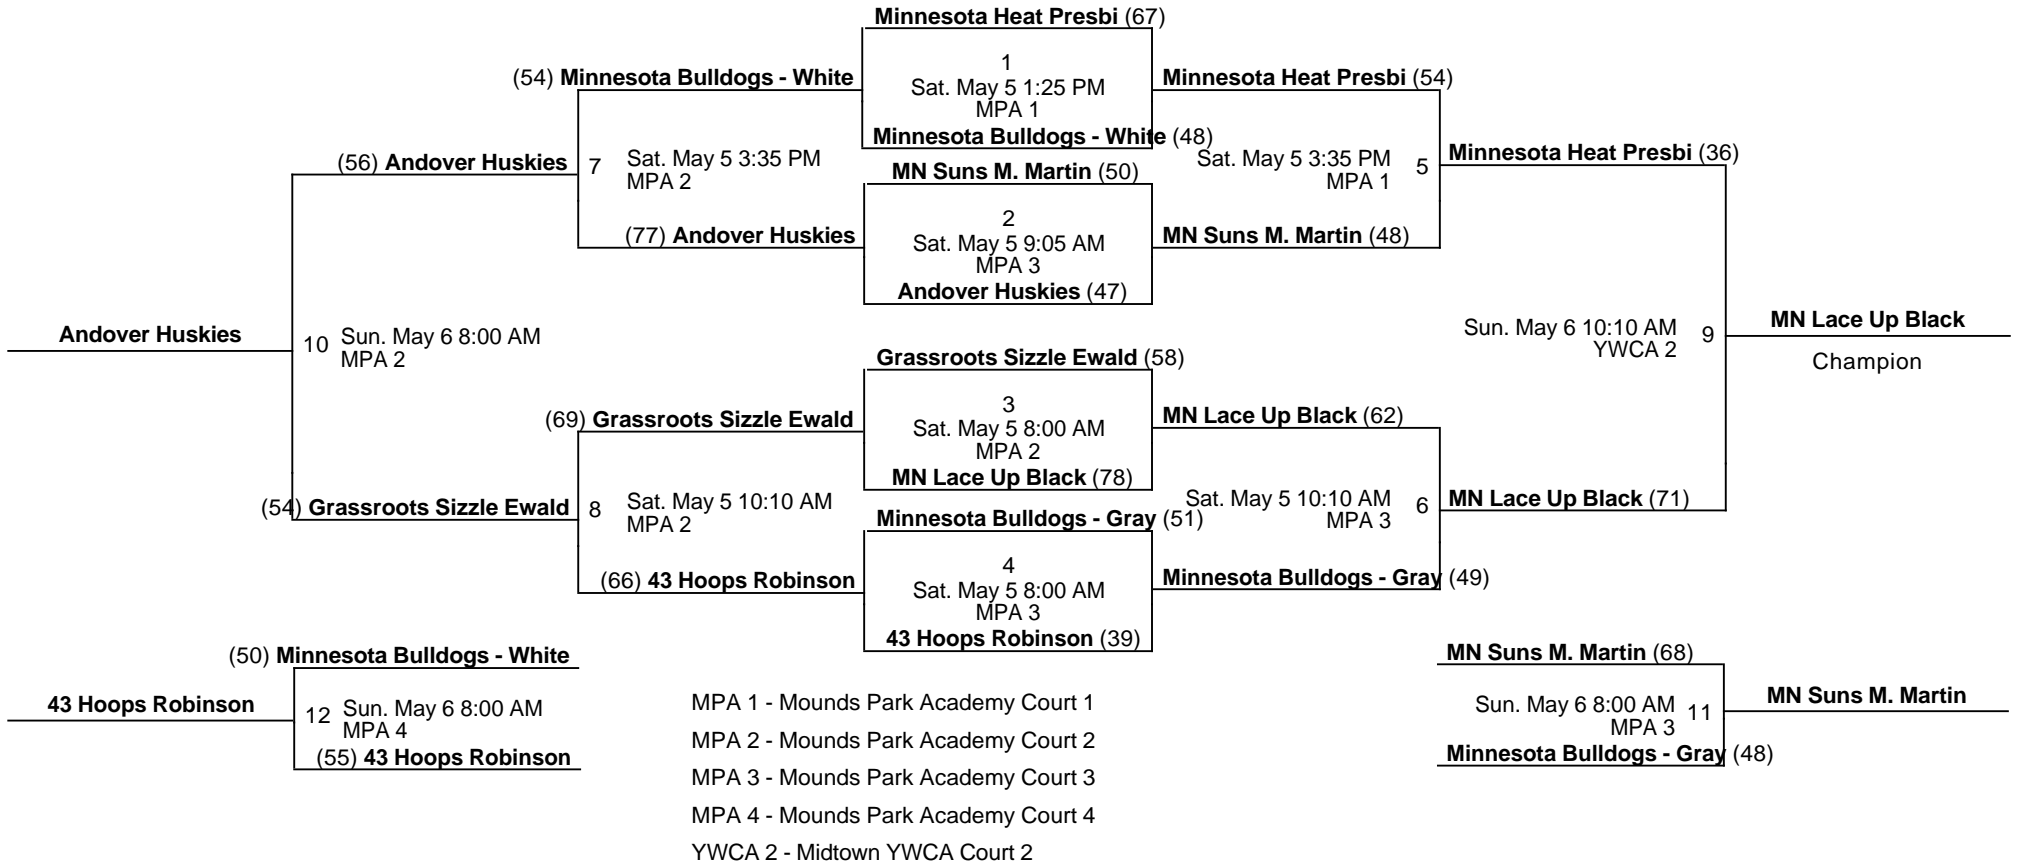 Minnesota Heat Presbi (67)
1
Sat. May 5 1:25 PM
MPA 1
Minnesota Bulldogs - White (48)
(54) Minnesota Bulldogs - White
Minnesota Heat Presbi (54)
(56) Andover Huskies
7
Sat. May 5 3:35 PM
MPA 2
Sat. May 5 3:35 PM
MPA 1
5
Minnesota Heat Presbi (36)
MN Suns M. Martin (50)
2
Sat. May 5 9:05 AM
MPA 3
Andover Huskies (47)
(77) Andover Huskies
MN Suns M. Martin (48)
Andover Huskies
10
Sun. May 6 8:00 AM
MPA 2
Sun. May 6 10:10 AM
YWCA 2
9
MN Lace Up Black
Champion
Grassroots Sizzle Ewald (58)
3
Sat. May 5 8:00 AM
MPA 2
MN Lace Up Black (78)
(69) Grassroots Sizzle Ewald
MN Lace Up Black (62)
(54) Grassroots Sizzle Ewald
8
Sat. May 5 10:10 AM
MPA 2
Sat. May 5 10:10 AM
MPA 3
6
MN Lace Up Black (71)
Minnesota Bulldogs - Gray (51)
4
Sat. May 5 8:00 AM
MPA 3
43 Hoops Robinson (39)
(66) 43 Hoops Robinson
Minnesota Bulldogs - Gray (49)
(50) Minnesota Bulldogs - White
43 Hoops Robinson
12
Sun. May 6 8:00 AM
MPA 4
(55) 43 Hoops Robinson
MN Suns M. Martin (68)
Sun. May 6 8:00 AM
MPA 3
11
MN Suns M. Martin
Minnesota Bulldogs - Gray (48)
MPA 1 - Mounds Park Academy Court 1
MPA 2 - Mounds Park Academy Court 2
MPA 3 - Mounds Park Academy Court 3
MPA 4 - Mounds Park Academy Court 4
YWCA 2 - Midtown YWCA Court 2